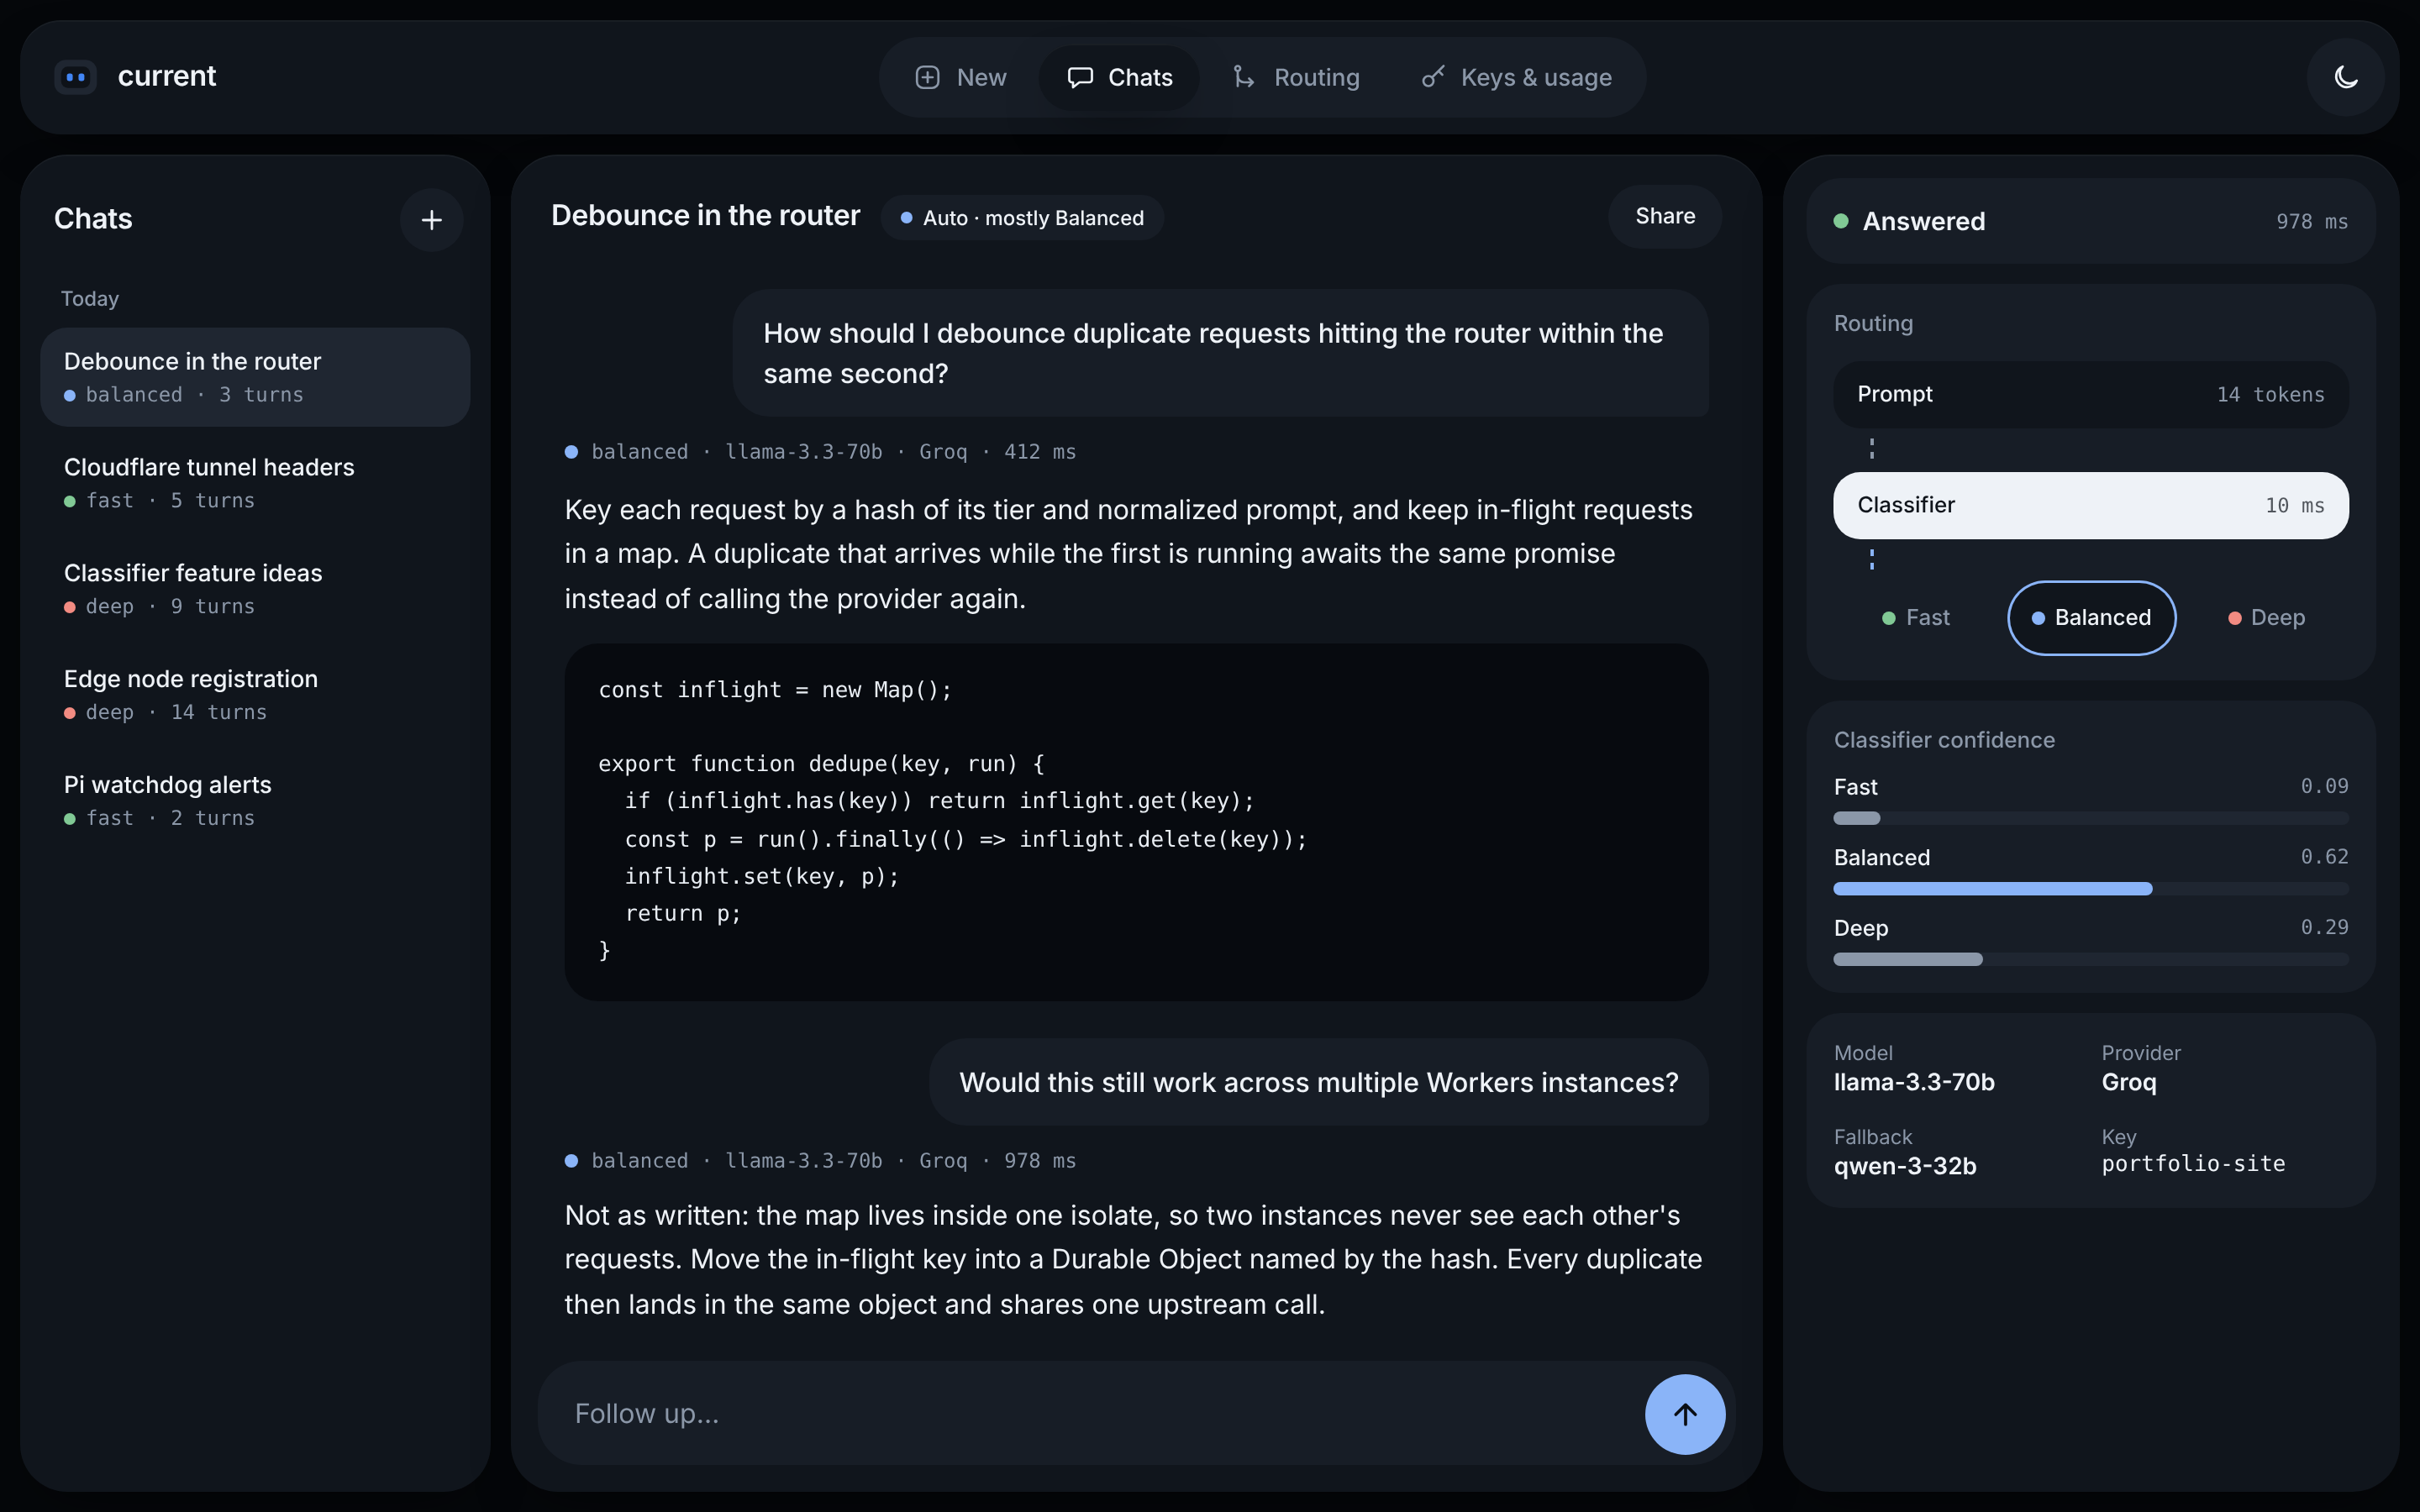 current
New
Chats
Routing
Keys & usage
Chats
Today
Debounce in the router
balanced · 3 turns
Cloudflare tunnel headers
fast · 5 turns
Classifier feature ideas
deep · 9 turns
Edge node registration
deep · 14 turns
Pi watchdog alerts
fast · 2 turns
Debounce in the router
Auto · mostly Balanced
Share
How should I debounce duplicate requests hitting the router within the
same second?
balanced · llama-3.3-70b · Groq · 412 ms
Key each request by a hash of its tier and normalized prompt, and keep in-flight requests
in a map. A duplicate that arrives while the first is running awaits the same promise
instead of calling the provider again.
const inflight = new Map();
export function dedupe(key, run) {
  if (inflight.has(key)) return inflight.get(key);
  const p = run().finally(() => inflight.delete(key));
  inflight.set(key, p);
  return p;
}
Would this still work across multiple Workers instances?
balanced · llama-3.3-70b · Groq · 978 ms
Not as written: the map lives inside one isolate, so two instances never see each other's
requests. Move the in-flight key into a Durable Object named by the hash. Every duplicate
then lands in the same object and shares one upstream call.
Follow up...
Answered
978 ms
Routing
Prompt
14 tokens
Classifier
10 ms
Fast
Balanced
Deep
Classifier confidence
Fast
0.09
Balanced
0.62
Deep
0.29
Model
llama-3.3-70b
Provider
Groq
Fallback
qwen-3-32b
Key
portfolio-site